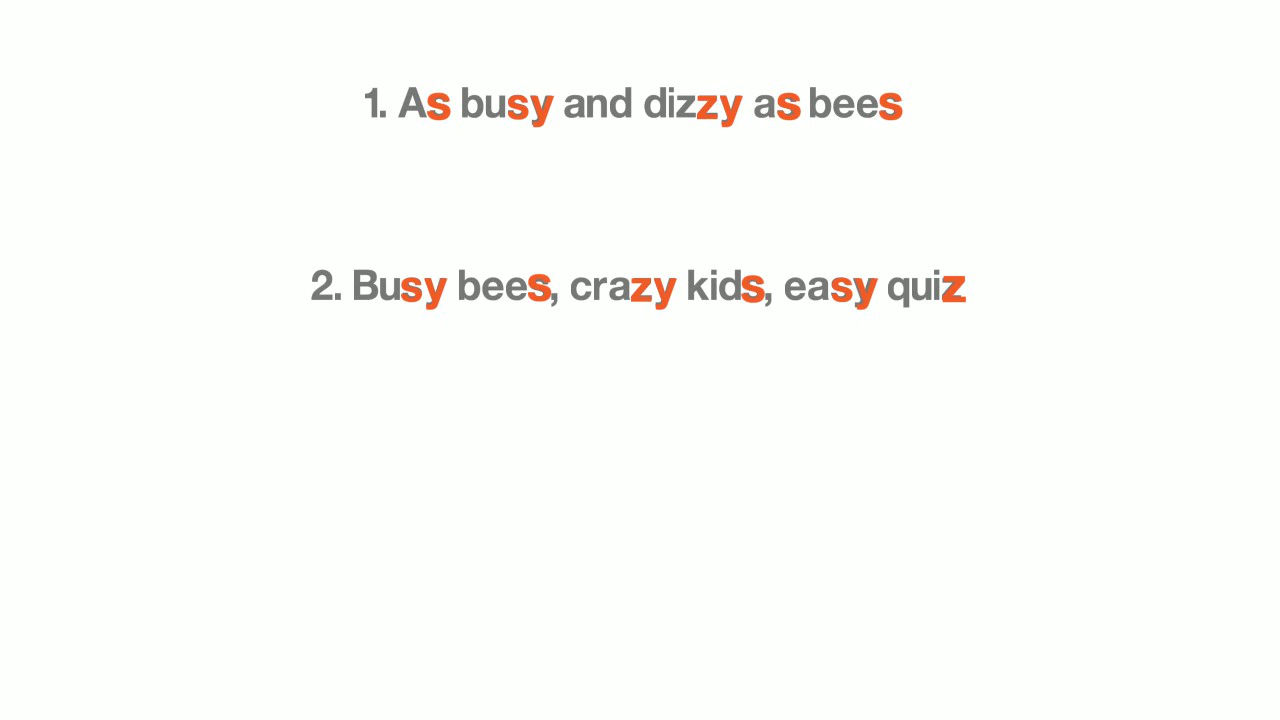 1. As busy and dizzy as bees
2. Busy bees, crazy kids, easy quiz